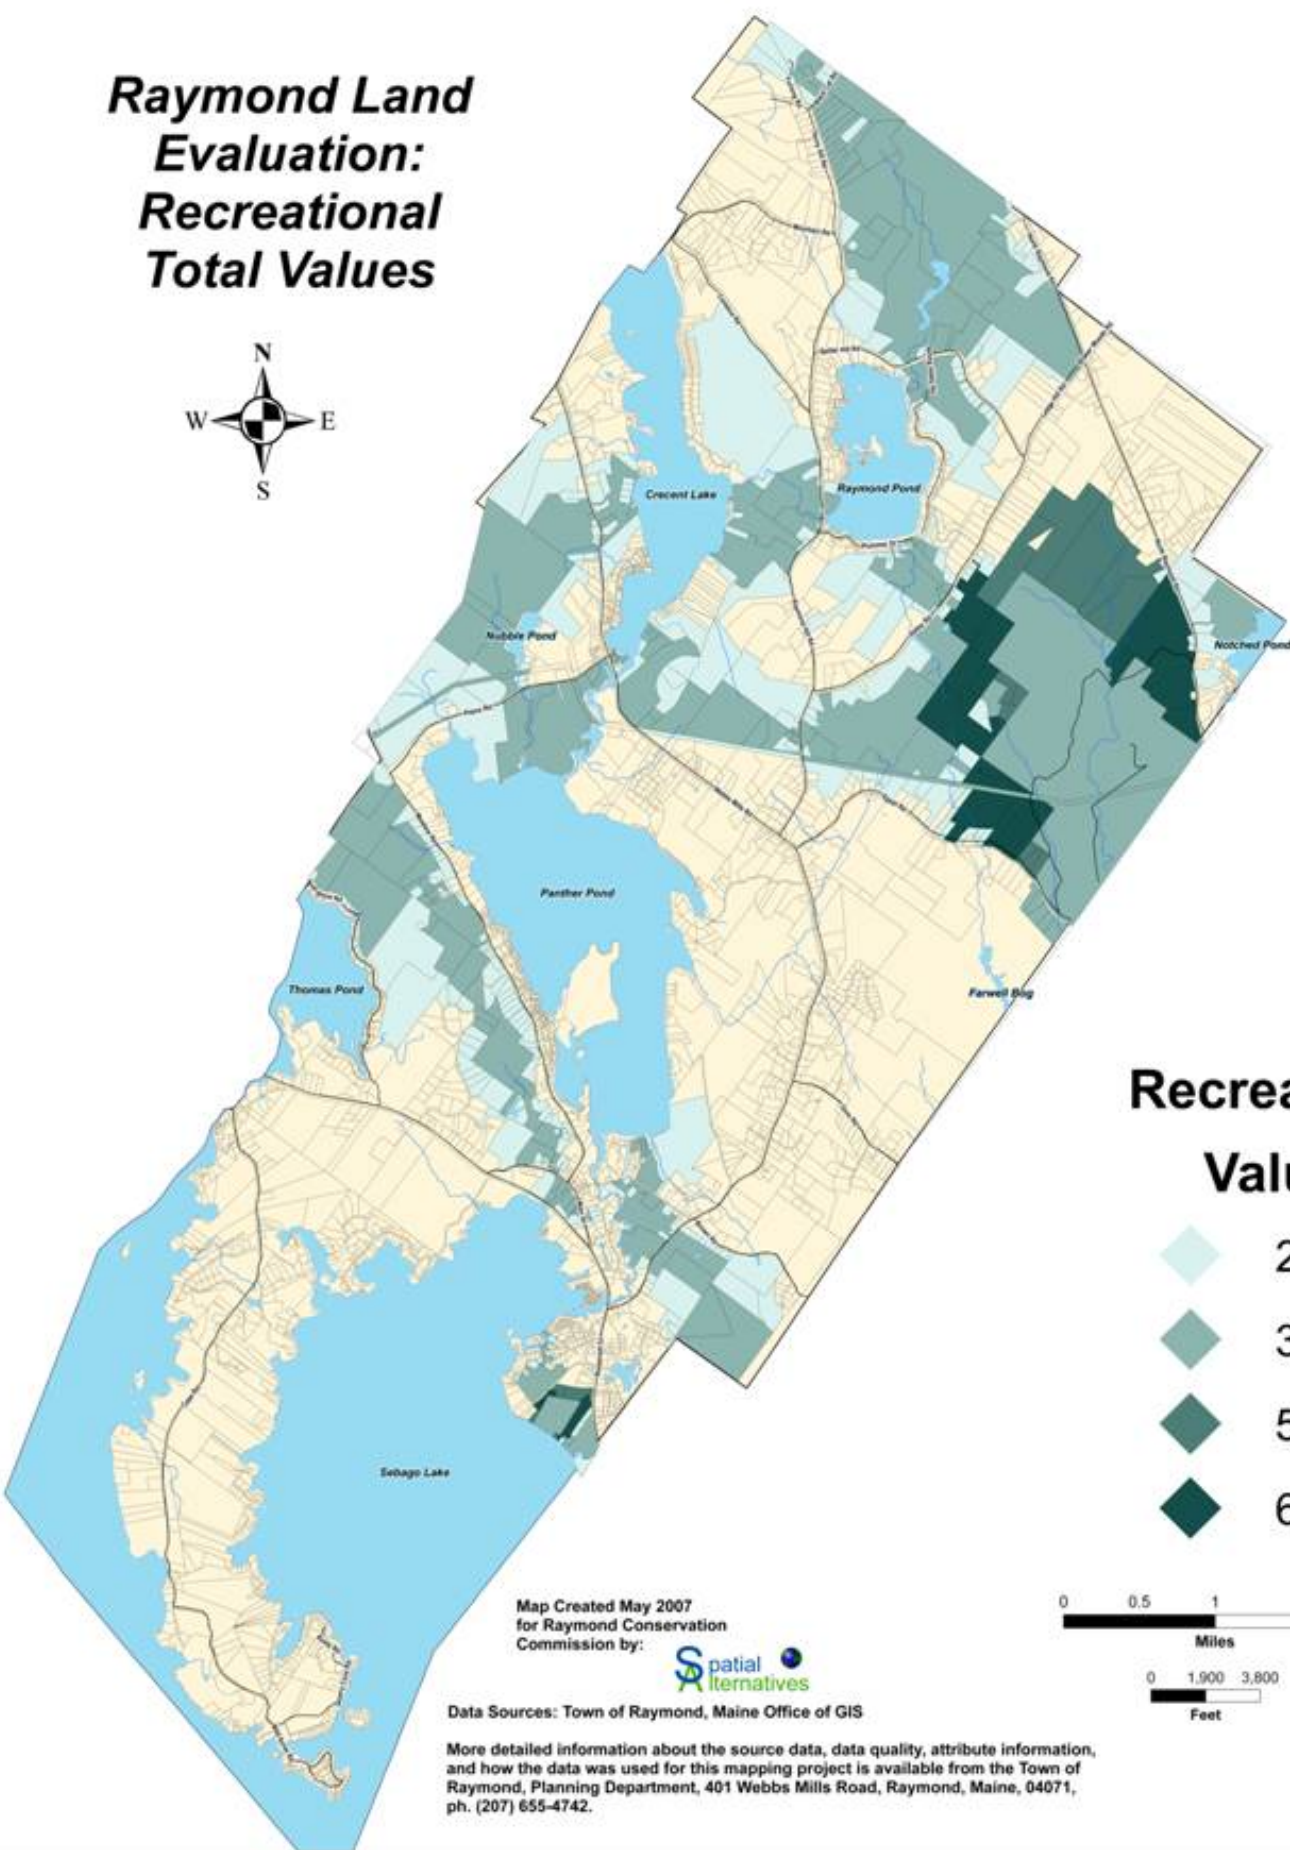 Raymond Land
Evaluation:
Recreational
Total Values
N
W
E
S
Crecent Lake
Raymond Pond
Nubble Pond
Notched Pond
Panther Pond
Thomas Pond
Farwell Bog
Sebago Lake
Recrea
Valu
2
3
5
6
0 0.5 1
Miles
0 1,900 3,800
Feet
Map Created May 2007
for Raymond Conservation
Commission by:
Spatial
Alternatives
Data Sources: Town of Raymond, Maine Office of GIS
More detailed information about the source data, data quality, attribute information,
and how the data was used for this mapping project is available from the Town of
Raymond, Planning Department, 401 Webbs Mills Road, Raymond, Maine, 04071,
ph. (207) 655-4742.